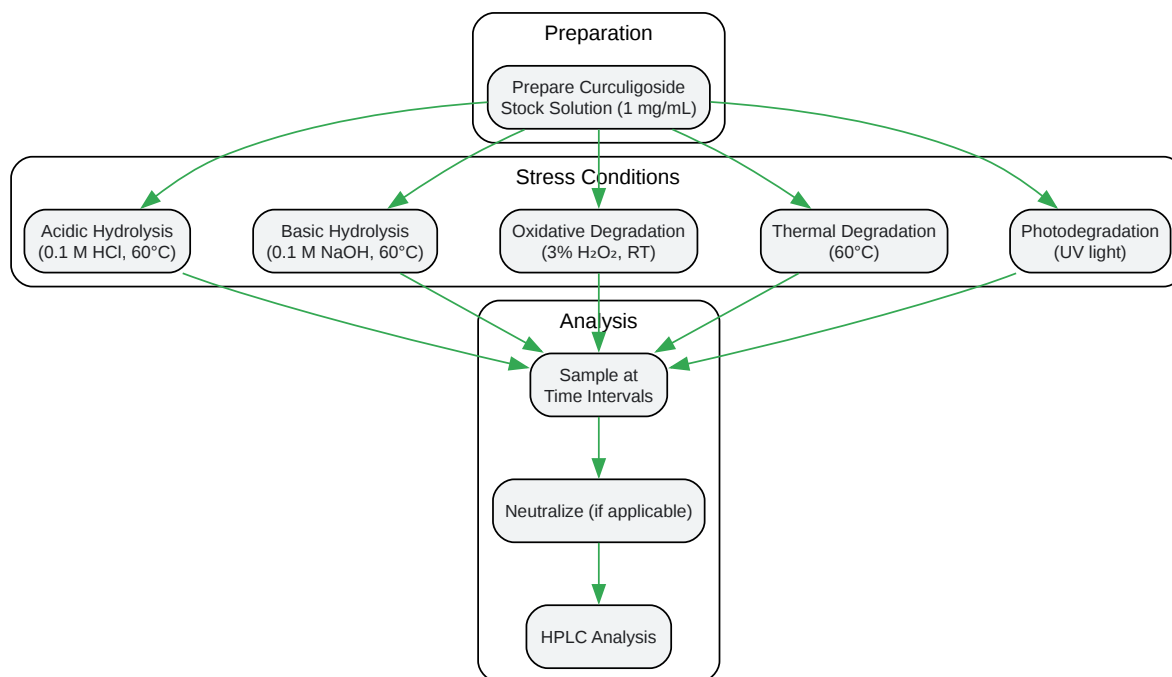 Preparation
Prepare Curculigoside
Stock Solution (1 mg/mL)
Stress Conditions
Acidic Hydrolysis
(0.1 M HCl, 60°C)
Basic Hydrolysis
(0.1 M NaOH, 60°C)
Oxidative Degradation
(3% H₂O₂, RT)
Thermal Degradation
(60°C)
Photodegradation
(UV light)
Analysis
Sample at
Time Intervals
Neutralize (if applicable)
HPLC Analysis